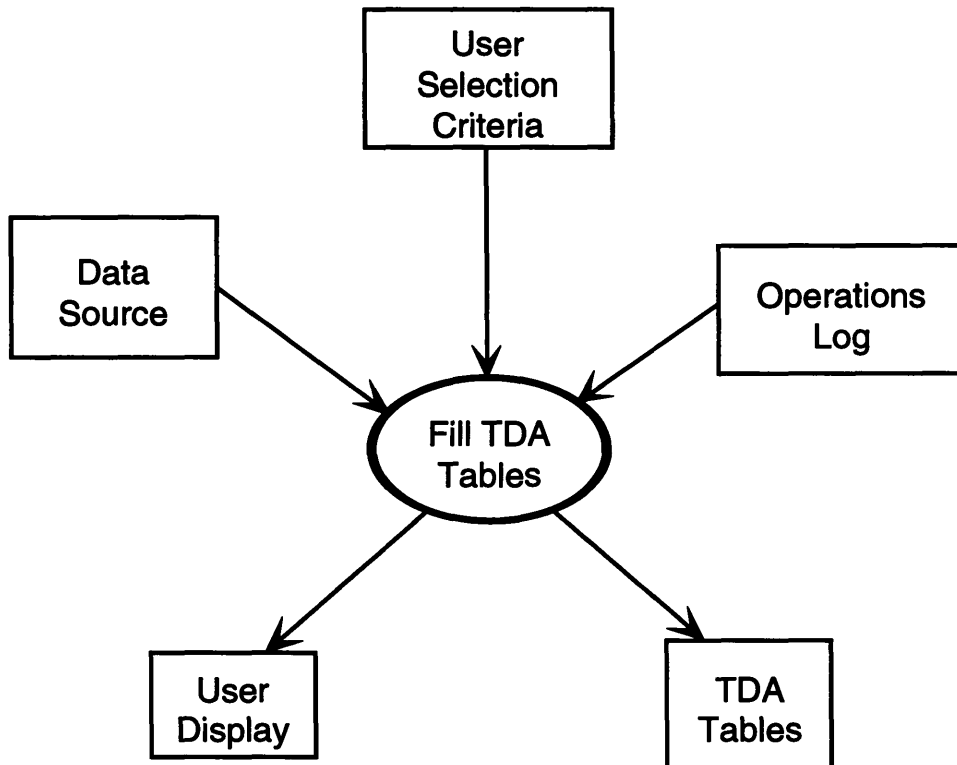 User
Selection
Criteria
Data
Source
Operations
Log
Fill TDA
Tables
User
Display
TDA
Tables